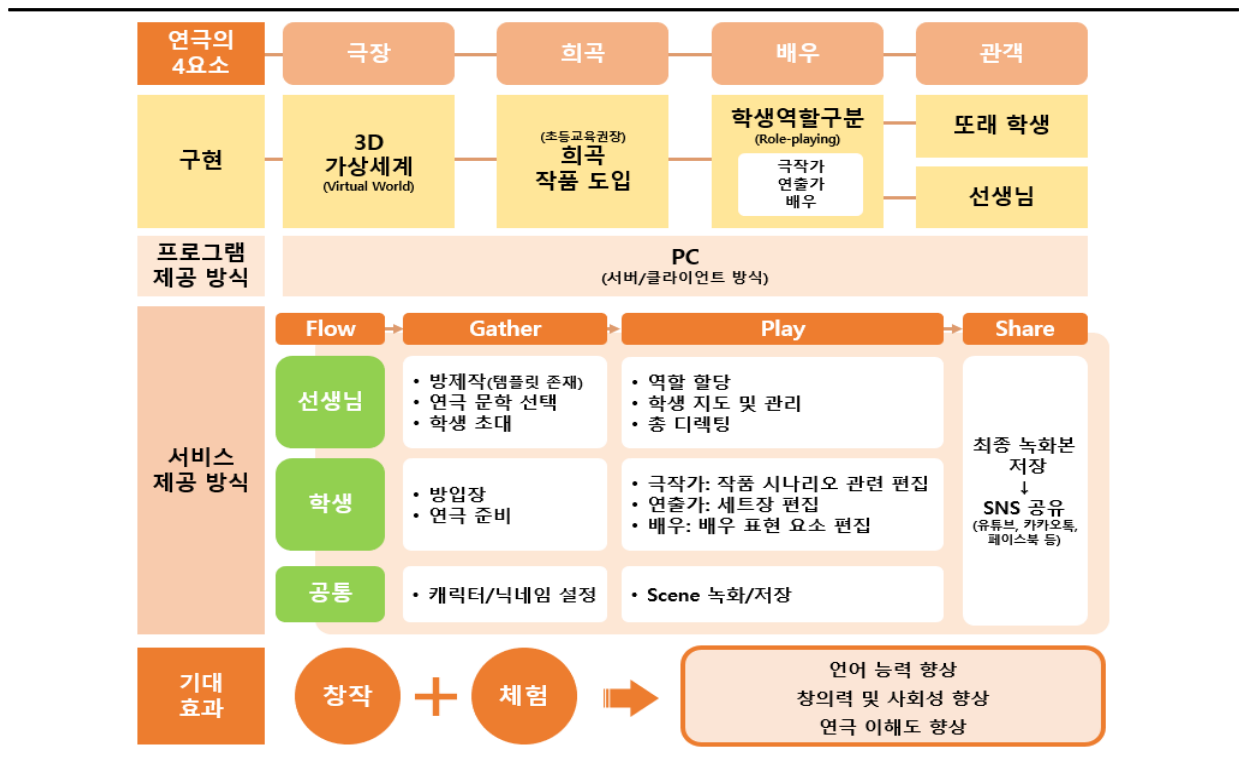 연극의
4요소
극장
희곡
배우
관객
구현
3D
가상세계
(Virtual World)
(초등교육권장)
희곡
작품 도입
학생역할구분
(Role-playing)
극작가
연출가
배우
또래 학생
선생님
프로그램
제공 방식
PC
(서버/클라이언트 방식)
서비스
제공 방식
Flow
Gather
Play
Share
선생님
• 방제작(템플릿 존재)
• 연극 문학 선택
• 학생 초대
• 역할 할당
• 학생 지도 및 관리
• 총 디렉팅
학생
• 방입장
• 연극 준비
• 극작가: 작품 시나리오 관련 편집
• 연출가: 세트장 편집
• 배우: 배우 표현 요소 편집
공통
• 캐릭터/닉네임 설정
• Scene 녹화/저장
최종 녹화본
저장
↓
SNS 공유
(유튜브, 카카오톡,
페이스북 등)
기대
효과
창작
+
체험
언어 능력 향상
창의력 및 사회성 향상
연극 이해도 향상